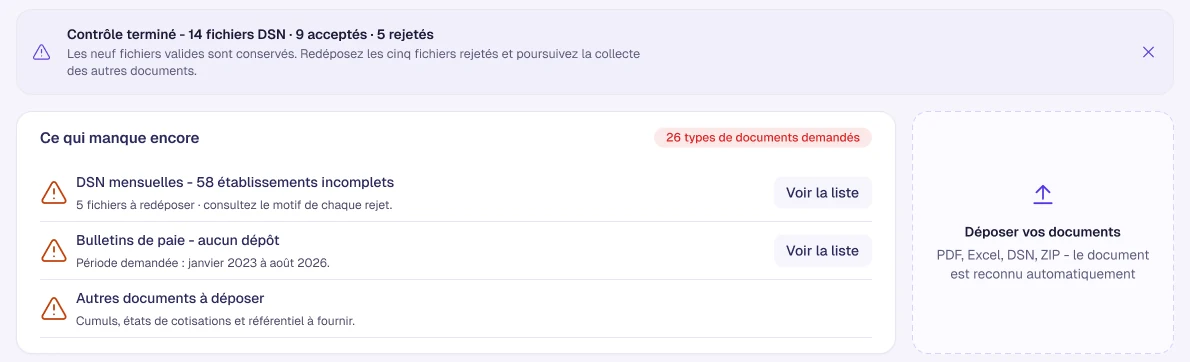 Contrôle terminé - 14 fichiers DSN · 9 acceptés · 5 rejetés
Les neuf fichiers valides sont conservés. Redéposez les cinq fichiers rejetés et poursuivez la collecte
des autres documents.
Ce qui manque encore
26 types de documents demandés
DSN mensuelles - 58 établissements incomplets
5 fichiers à redéposer · consultez le motif de chaque rejet.
Voir la liste
Bulletins de paie - aucun dépôt
Période demandée : janvier 2023 à août 2026.
Voir la liste
Autres documents à déposer
Cumuls, états de cotisations et référentiel à fournir.
Déposer vos documents
PDF, Excel, DSN, ZIP - le document
est reconnu automatiquement